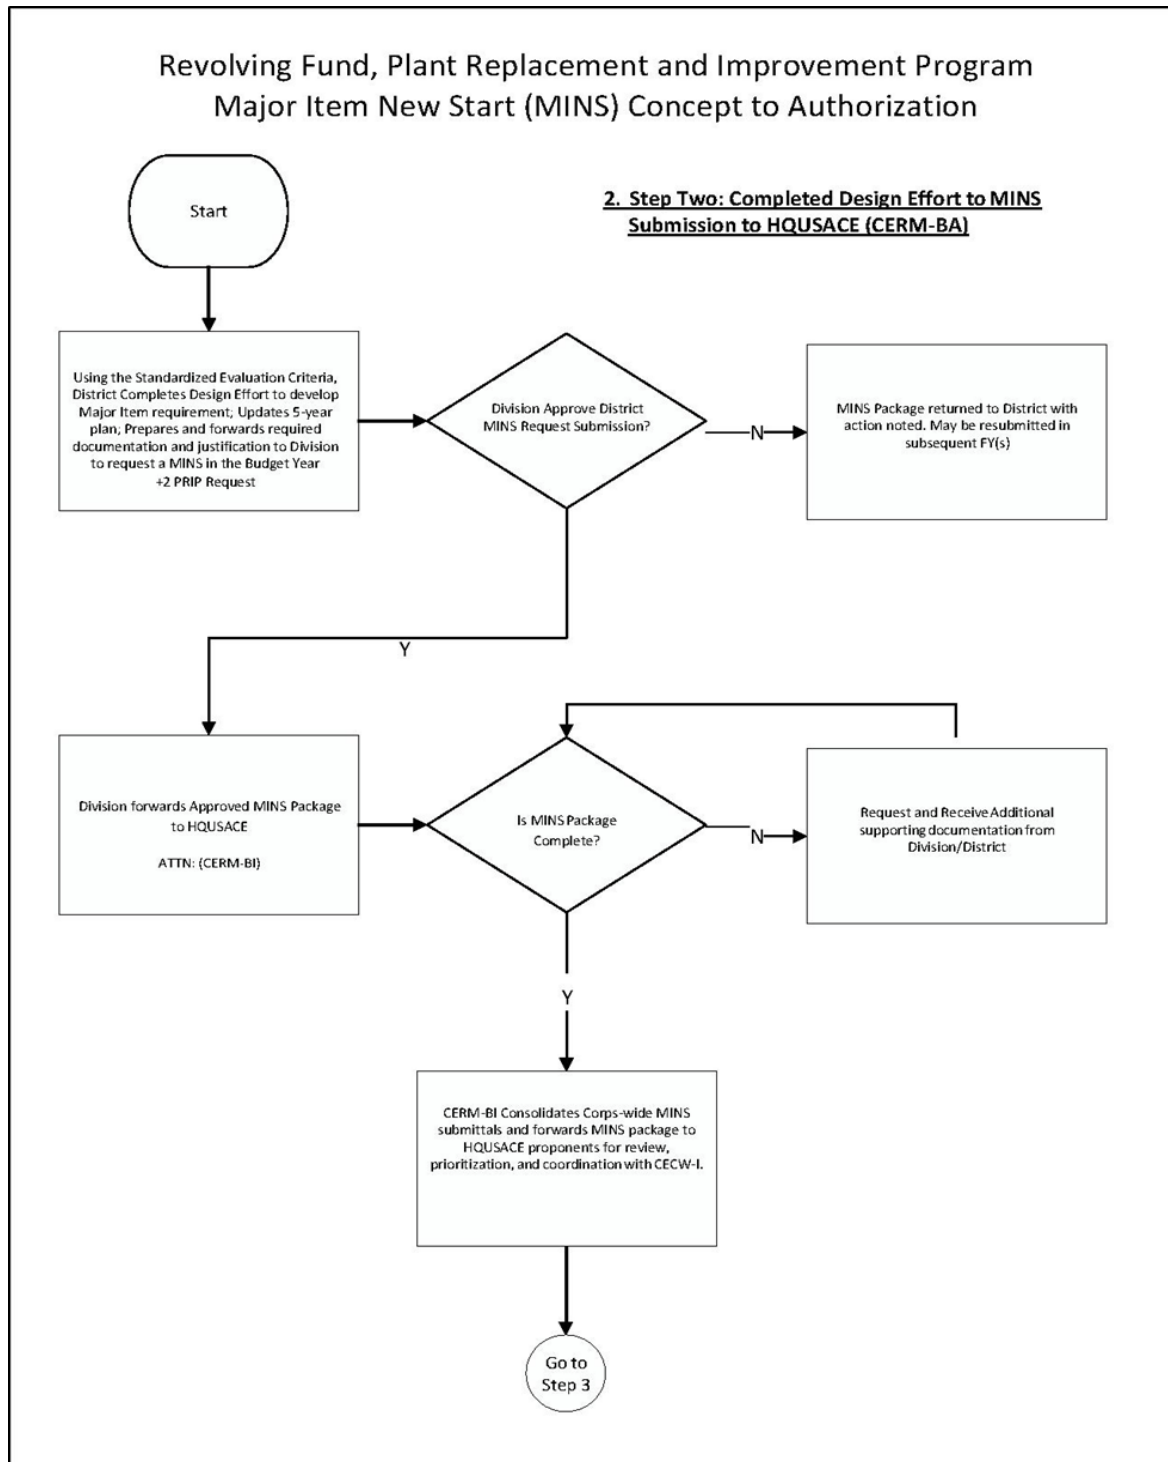 Revolving Fund, Plant Replacement and Improvement Program
Major Item New Start (MINS) Concept to Authorization
Start
2. Step Two: Completed Design Effort to MINS
Submission to HQUSACE (CERM-BA)
Using the Standardized Evaluation Criteria,
District Completes Design Effort to develop
Major Item requirement; Updates 5-year
plan; Prepares and forwards required
documentation and justification to Division
to request a MINS in the Budget Year
+2 PRIP Request
Division Approve District
MINS Request Submission?
N
MINS Package returned to District with
action noted. May be resubmitted in
subsequent FY(s)
Y
Division forwards Approved MINS Package
to HQUSACE
ATTN: (CERM-BI)
Is MINS Package
Complete?
N
Request and Receive Additional
supporting documentation from
Division/District
Y
CERM-BI Consolidates Corps-wide MINS
submittals and forwards MINS package to
HQUSACE proponents for review,
prioritization, and coordination with CECW-I.
Go to
Step 3